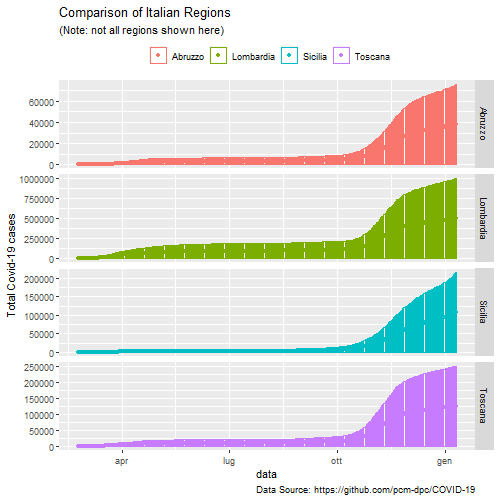 Comparison of Italian Regions
(Note: not all regions shown here)
Abruzzo Lombardia Sicilia Toscana
60000
40000
20000
0
Abruzzo
1000000
750000
500000
250000
0
Lombardia
200000
150000
100000
50000
0
Sicilia
250000
200000
150000
100000
50000
0
Toscana
Total Covid-19 cases
apr lug ott gen
data
Data Source: https://github.com/pcm-dpc/COVID-19